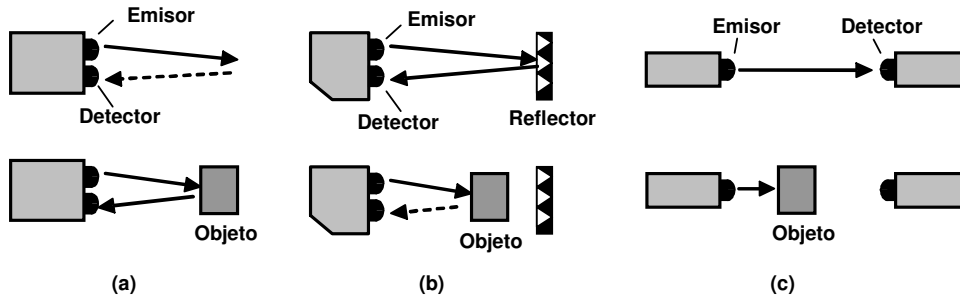 Emisor
Detector
Objeto
(a)
Emisor
Detector
Reflector
Objeto
(b)
Emisor
Detector
Objeto
(c)